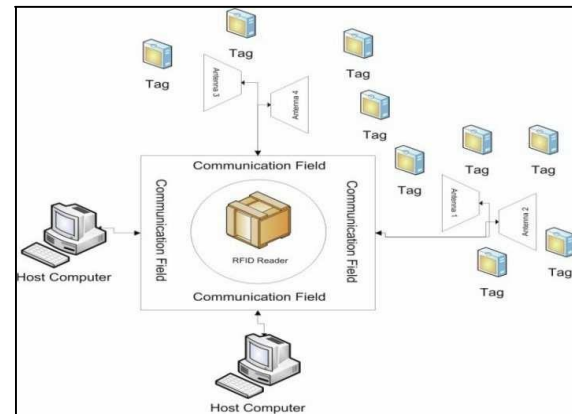 Tag
Tag
Tag
Antenna 3
Antenna 4
Tag
Tag
Tag
Tag
Communication Field
Communication Field
RFID Reader
Communication Field
Communication Field
Antenna 1
Antenna 2
Host Computer
Tag
Tag
Host Computer